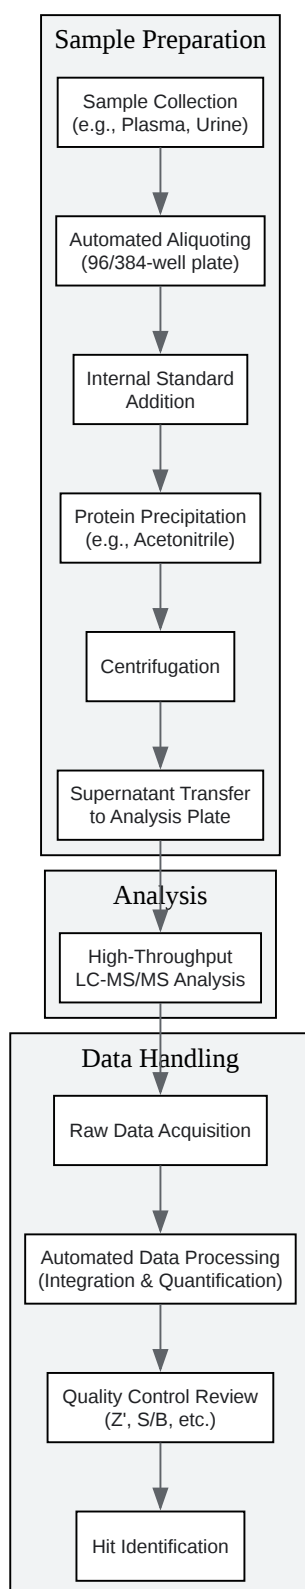 Sample Preparation
Sample Collection
(e.g., Plasma, Urine)
Automated Aliquoting
(96/384-well plate)
Internal Standard
Addition
Protein Precipitation
(e.g., Acetonitrile)
Centrifugation
Supernatant Transfer
to Analysis Plate
Analysis
High-Throughput
LC-MS/MS Analysis
Data Handling
Raw Data Acquisition
Automated Data Processing
(Integration & Quantification)
Quality Control Review
(Z', S/B, etc.)
Hit Identification